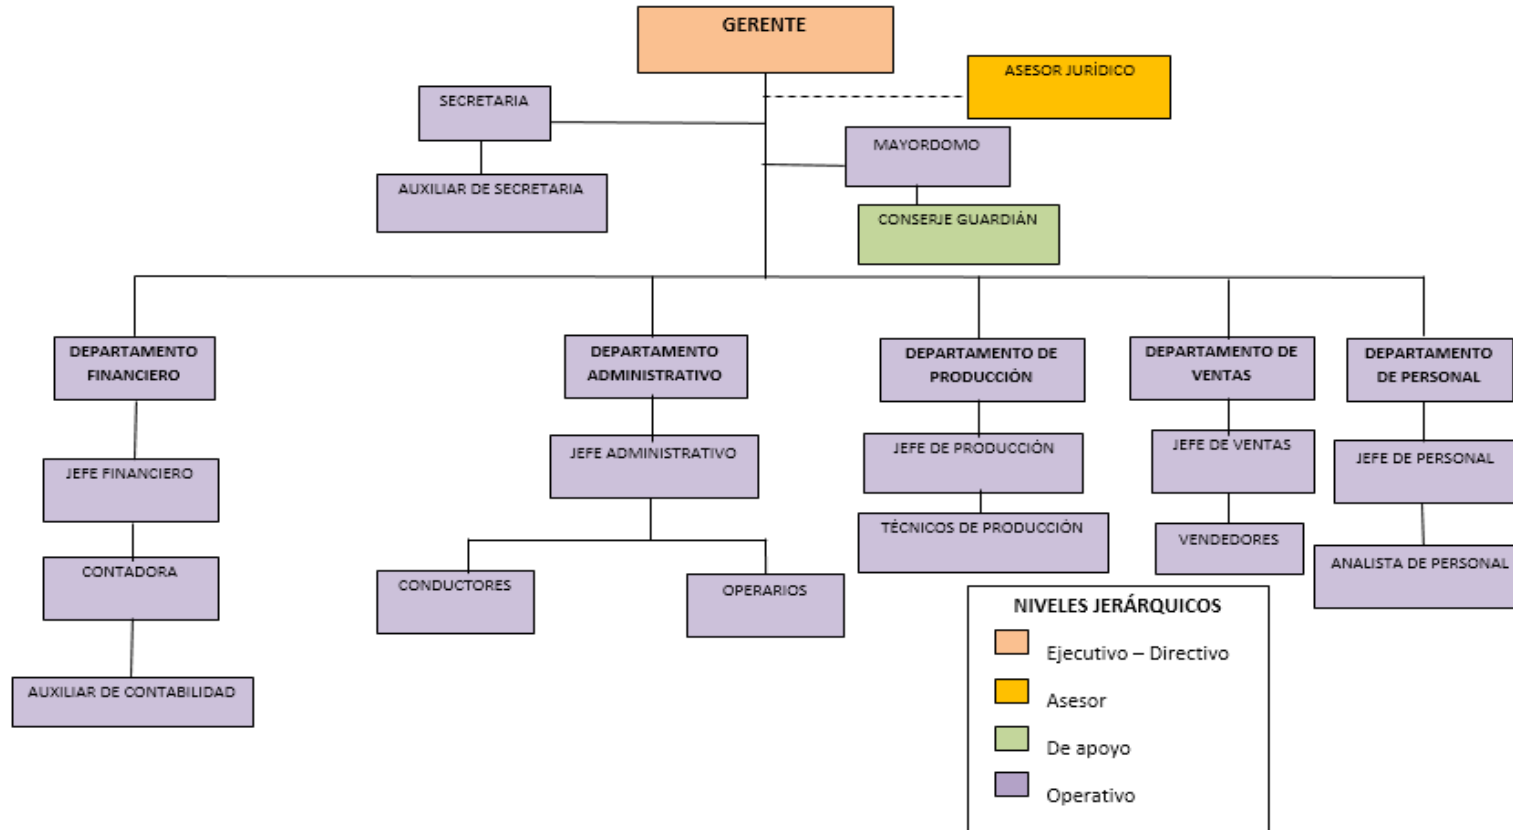 GERENTE
ASESOR JURÍDICO
SECRETARIA
MAYORDOMO
AUXILIAR DE SECRETARIA
CONSERJE GUARDIÁN
DEPARTAMENTO
FINANCIERO
DEPARTAMENTO
ADMINISTRATIVO
DEPARTAMENTO DE
PRODUCCIÓN
DEPARTAMENTO DE
VENTAS
DEPARTAMENTO
DE PERSONAL
JEFE FINANCIERO
JEFE ADMINISTRATIVO
JEFE DE PRODUCCIÓN
JEFE DE VENTAS
JEFE DE PERSONAL
CONTADORA
CONDUCTORES
OPERARIOS
TÉCNICOS DE PRODUCCIÓN
VENDEDORES
ANALISTA DE PERSONAL
AUXILIAR DE CONTABILIDAD
NIVELES JERÁRQUICOS
Ejecutivo – Directivo
Asesor
De apoyo
Operativo